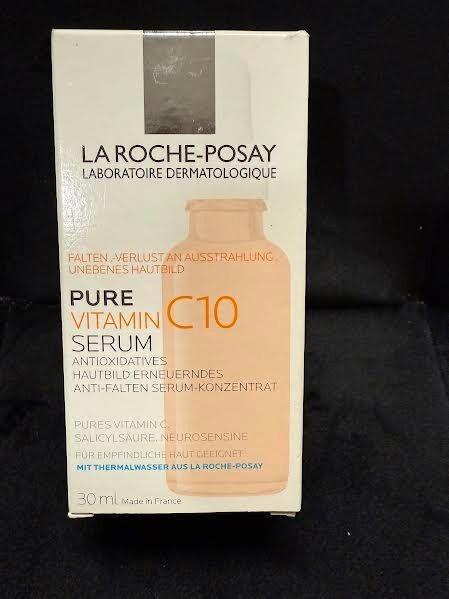 LA ROCHE-POSAY
LABORATOIRE DERMATOLOGIQUE
FALTEN, VERLUST AN AUSSTRAHLUNG,
UNEBENES HAUTBILD
PURE
VITAMIN C10
SERUM
ANTIOXIDATIVES
HAUTBILD ERNEUERNDES
ANTI-FALTEN SERUM-KONZENTRAT
PURES VITAMIN C,
SALICYLSÄURE, NEUROSENSINE
FÜR EMPFINDLICHE HAUT GEEIGNET
MIT THERMALWASSER AUS LA ROCHE-POSAY
30 ml Made in France